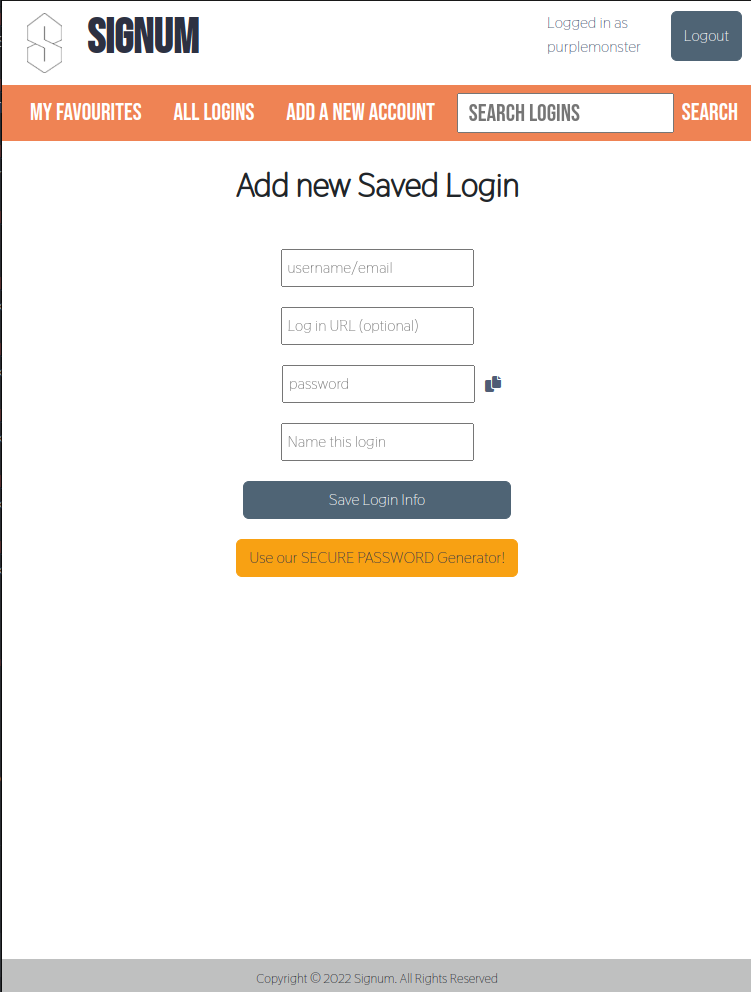 SIGNUM
Logged in as
purplemonster
Logout
MY FAVOURITES
ALL LOGINS
ADD A NEW ACCOUNT
SEARCH LOGINS
SEARCH
Add new Saved Login
username/email
Log in URL (optional)
password
Name this login
Save Login Info
Use our SECURE PASSWORD Generator!
Copyright © 2022 Signum. All Rights Reserved